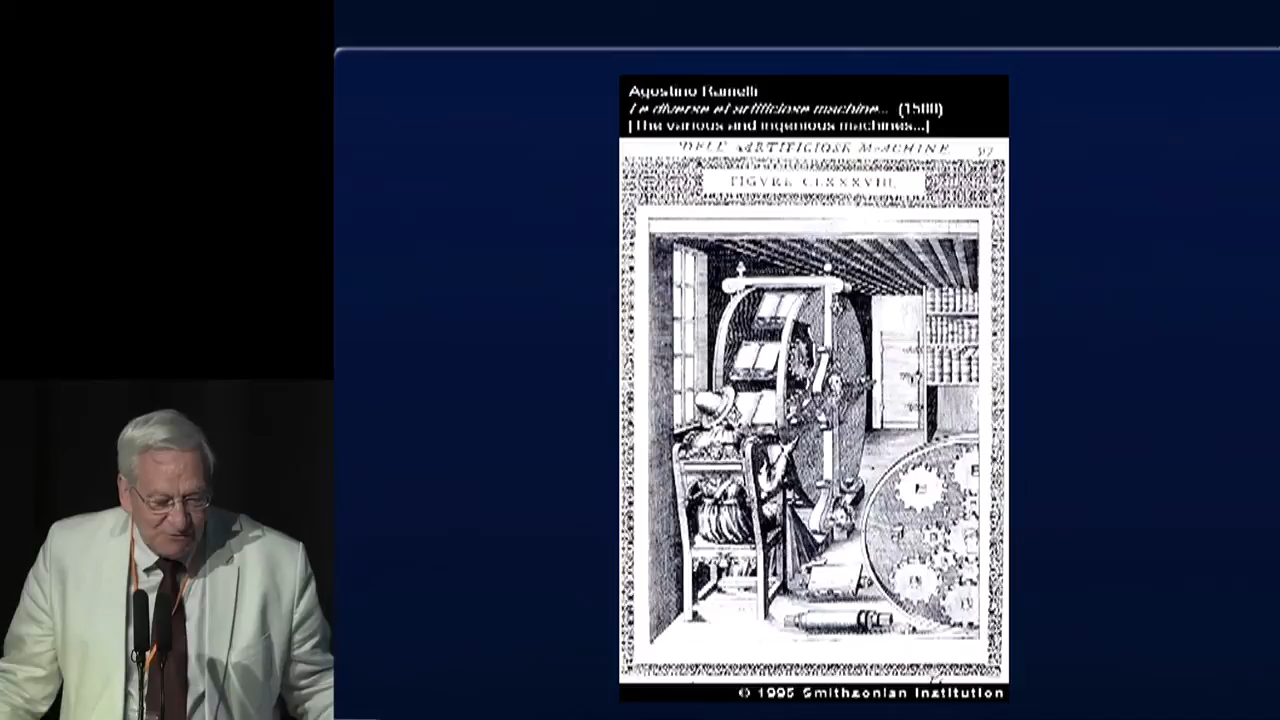 Agostino Ramelli
Le diverse et artificiose machine... (1588)
[The various and ingenious machines...]
DELL' ARTIFICIOSE MACHINE.
FIGVRE CLXXXVIII.
© 1995 Smithsonian Institution